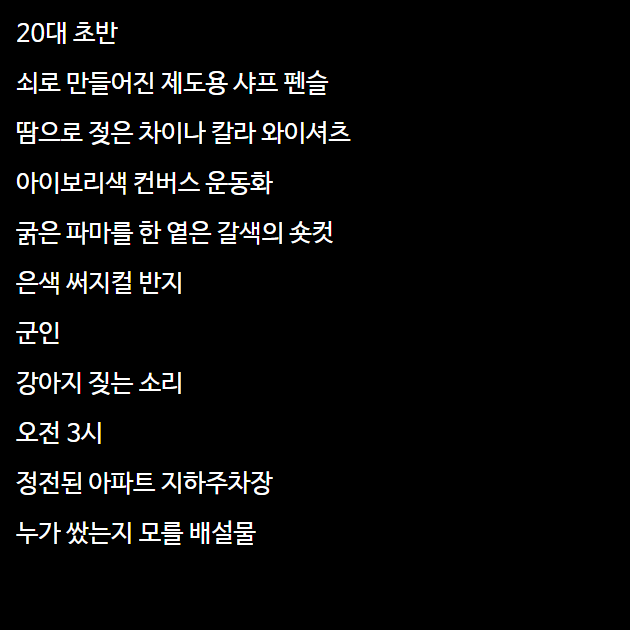 20대 초반
쇠로 만들어진 제도용 샤프 펜슬
땀으로 젖은 차이나 칼라 와이셔츠
아이보리색 컨버스 운동화
굵은 파마를 한 옅은 갈색의 숏컷
은색 써지컬 반지
군인
강아지 짖는 소리
오전 3시
정전된 아파트 지하주차장
누가 쌌는지 모를 배설물